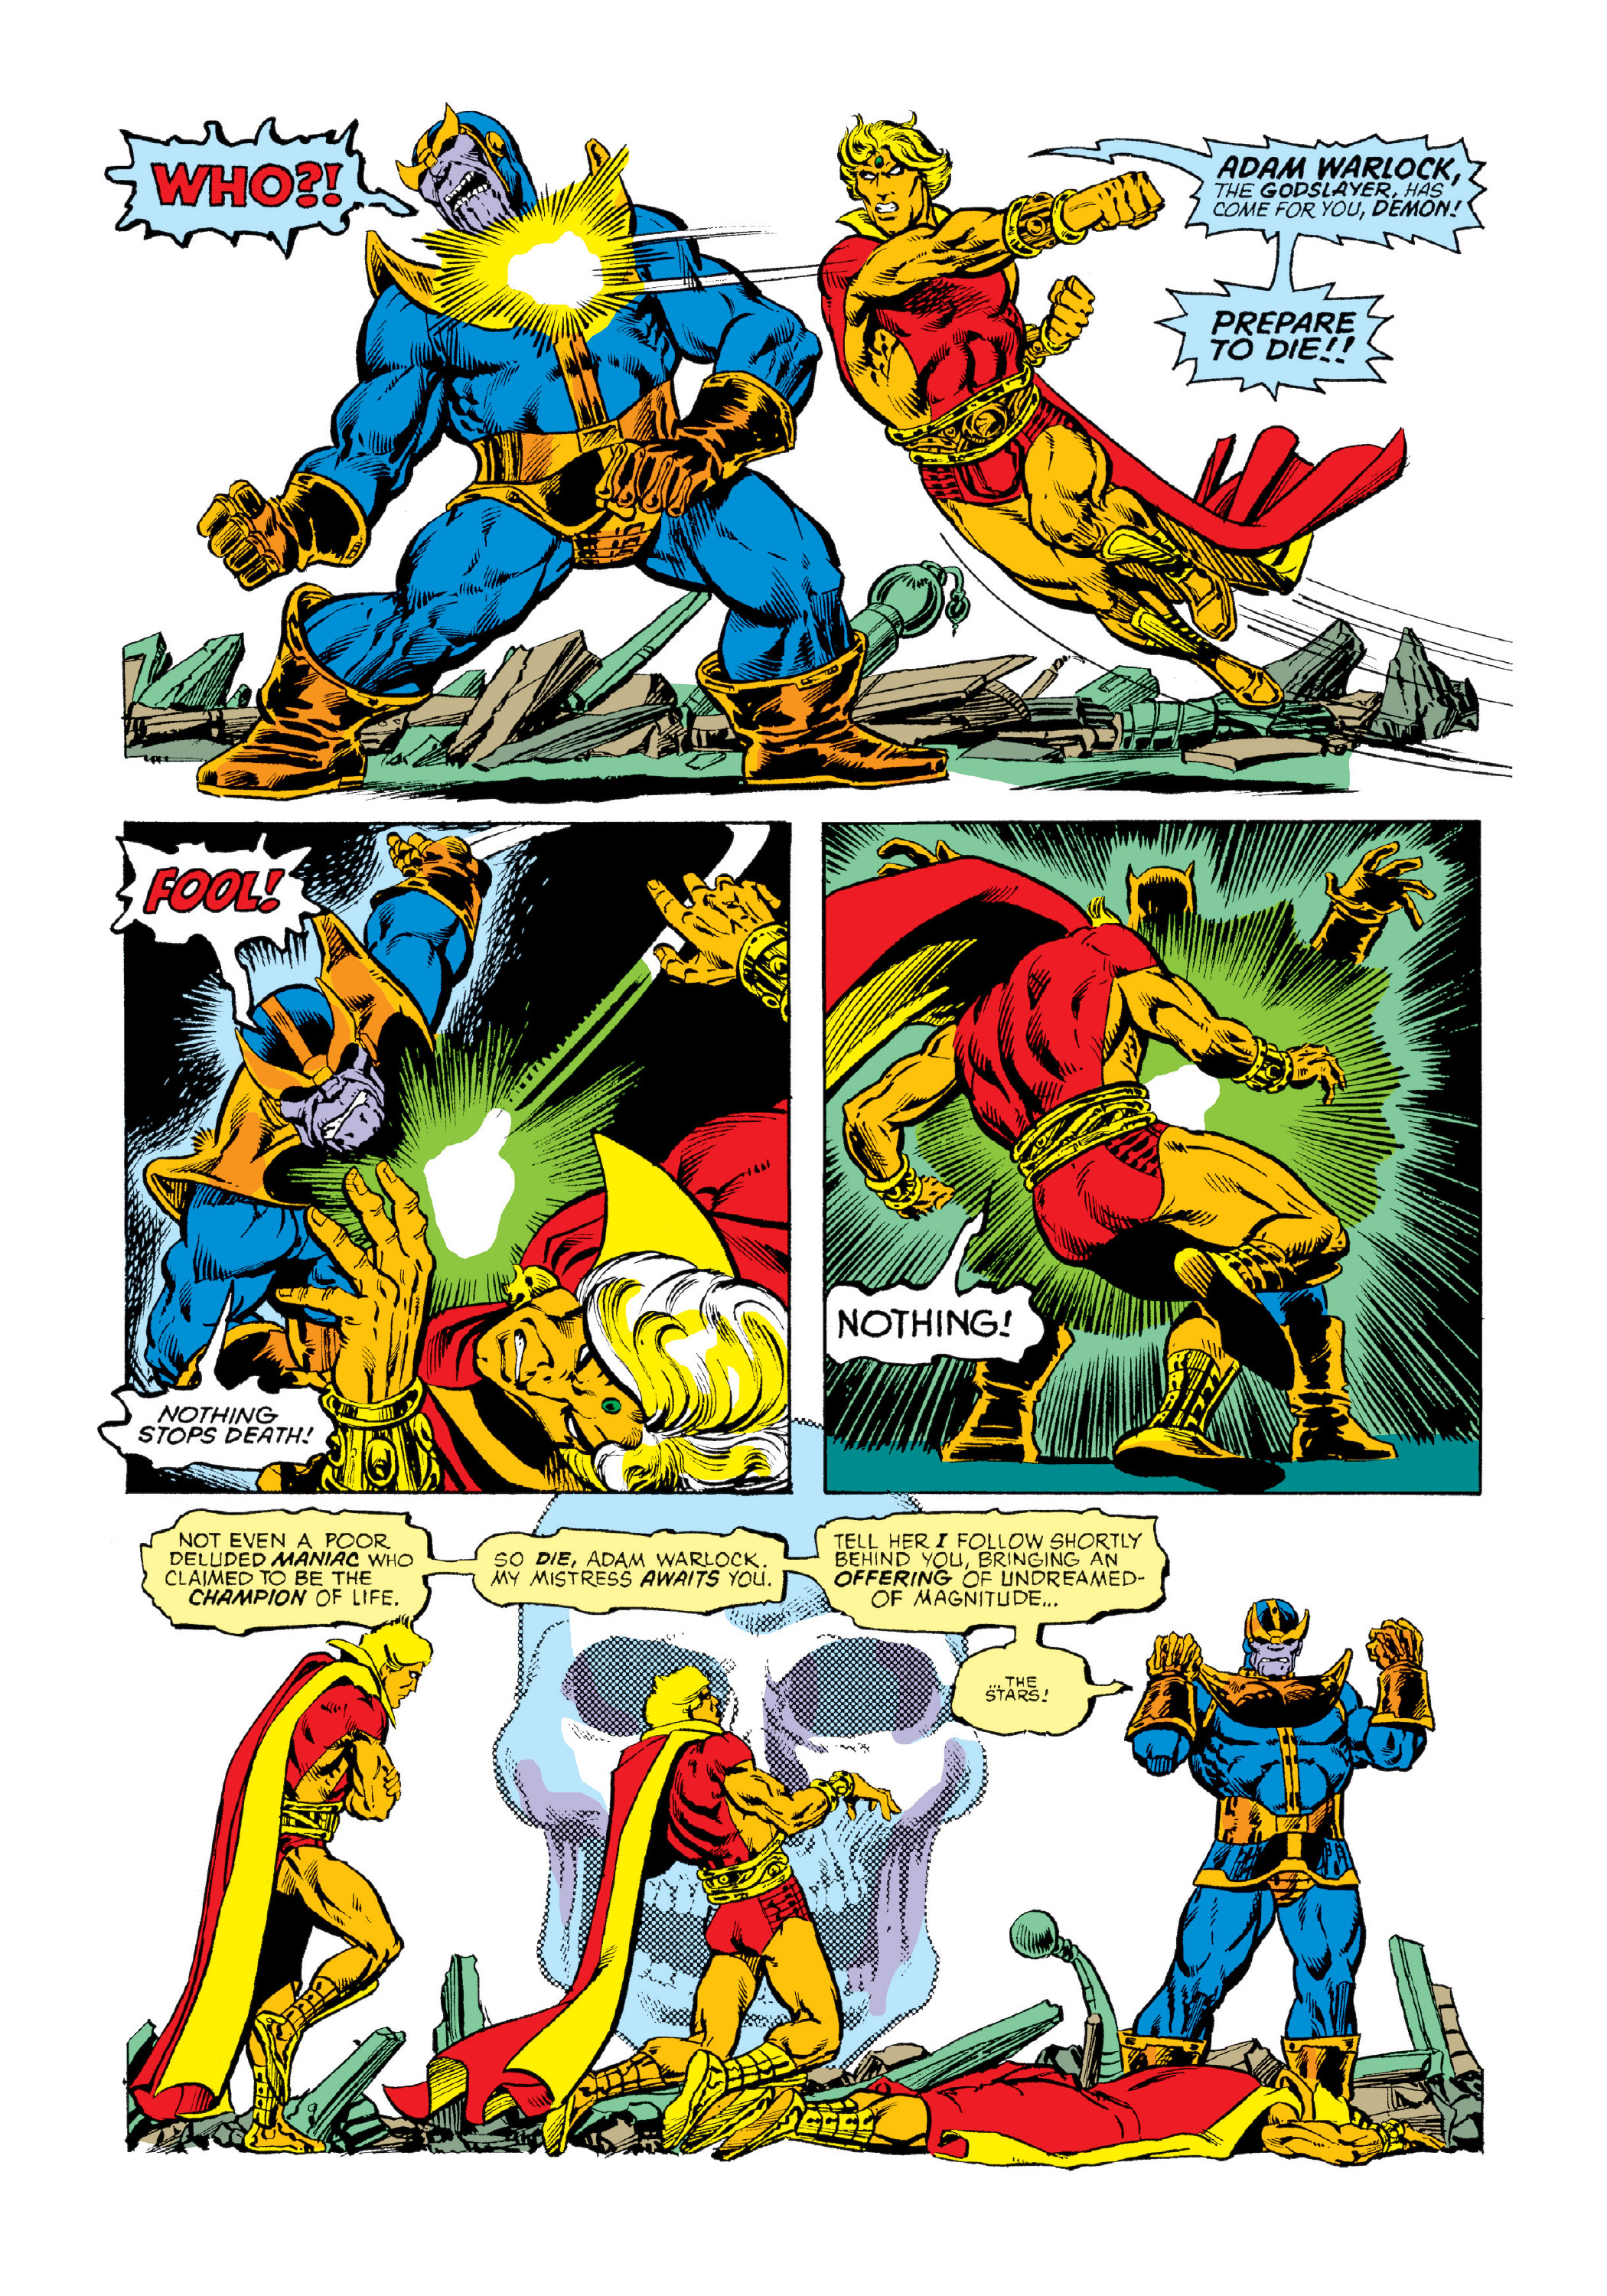 WHO?!
ADAM WARLOCK,
THE GODSLAYER, HAS
COME FOR YOU, DEMON!
PREPARE
TO DIE!!
FOOL!
NOTHING
STOPS DEATH!
NOTHING!
NOT EVEN A POOR
DELUDED MANIAC WHO
CLAIMED TO BE THE
CHAMPION OF LIFE.
SO DIE, ADAM WARLOCK.
MY MISTRESS AWAITS YOU.
TELL HER I FOLLOW SHORTLY
BEHIND YOU, BRINGING AN
OFFERING OF UNDREAMED-
OF MAGNITUDE...
...THE
STARS!